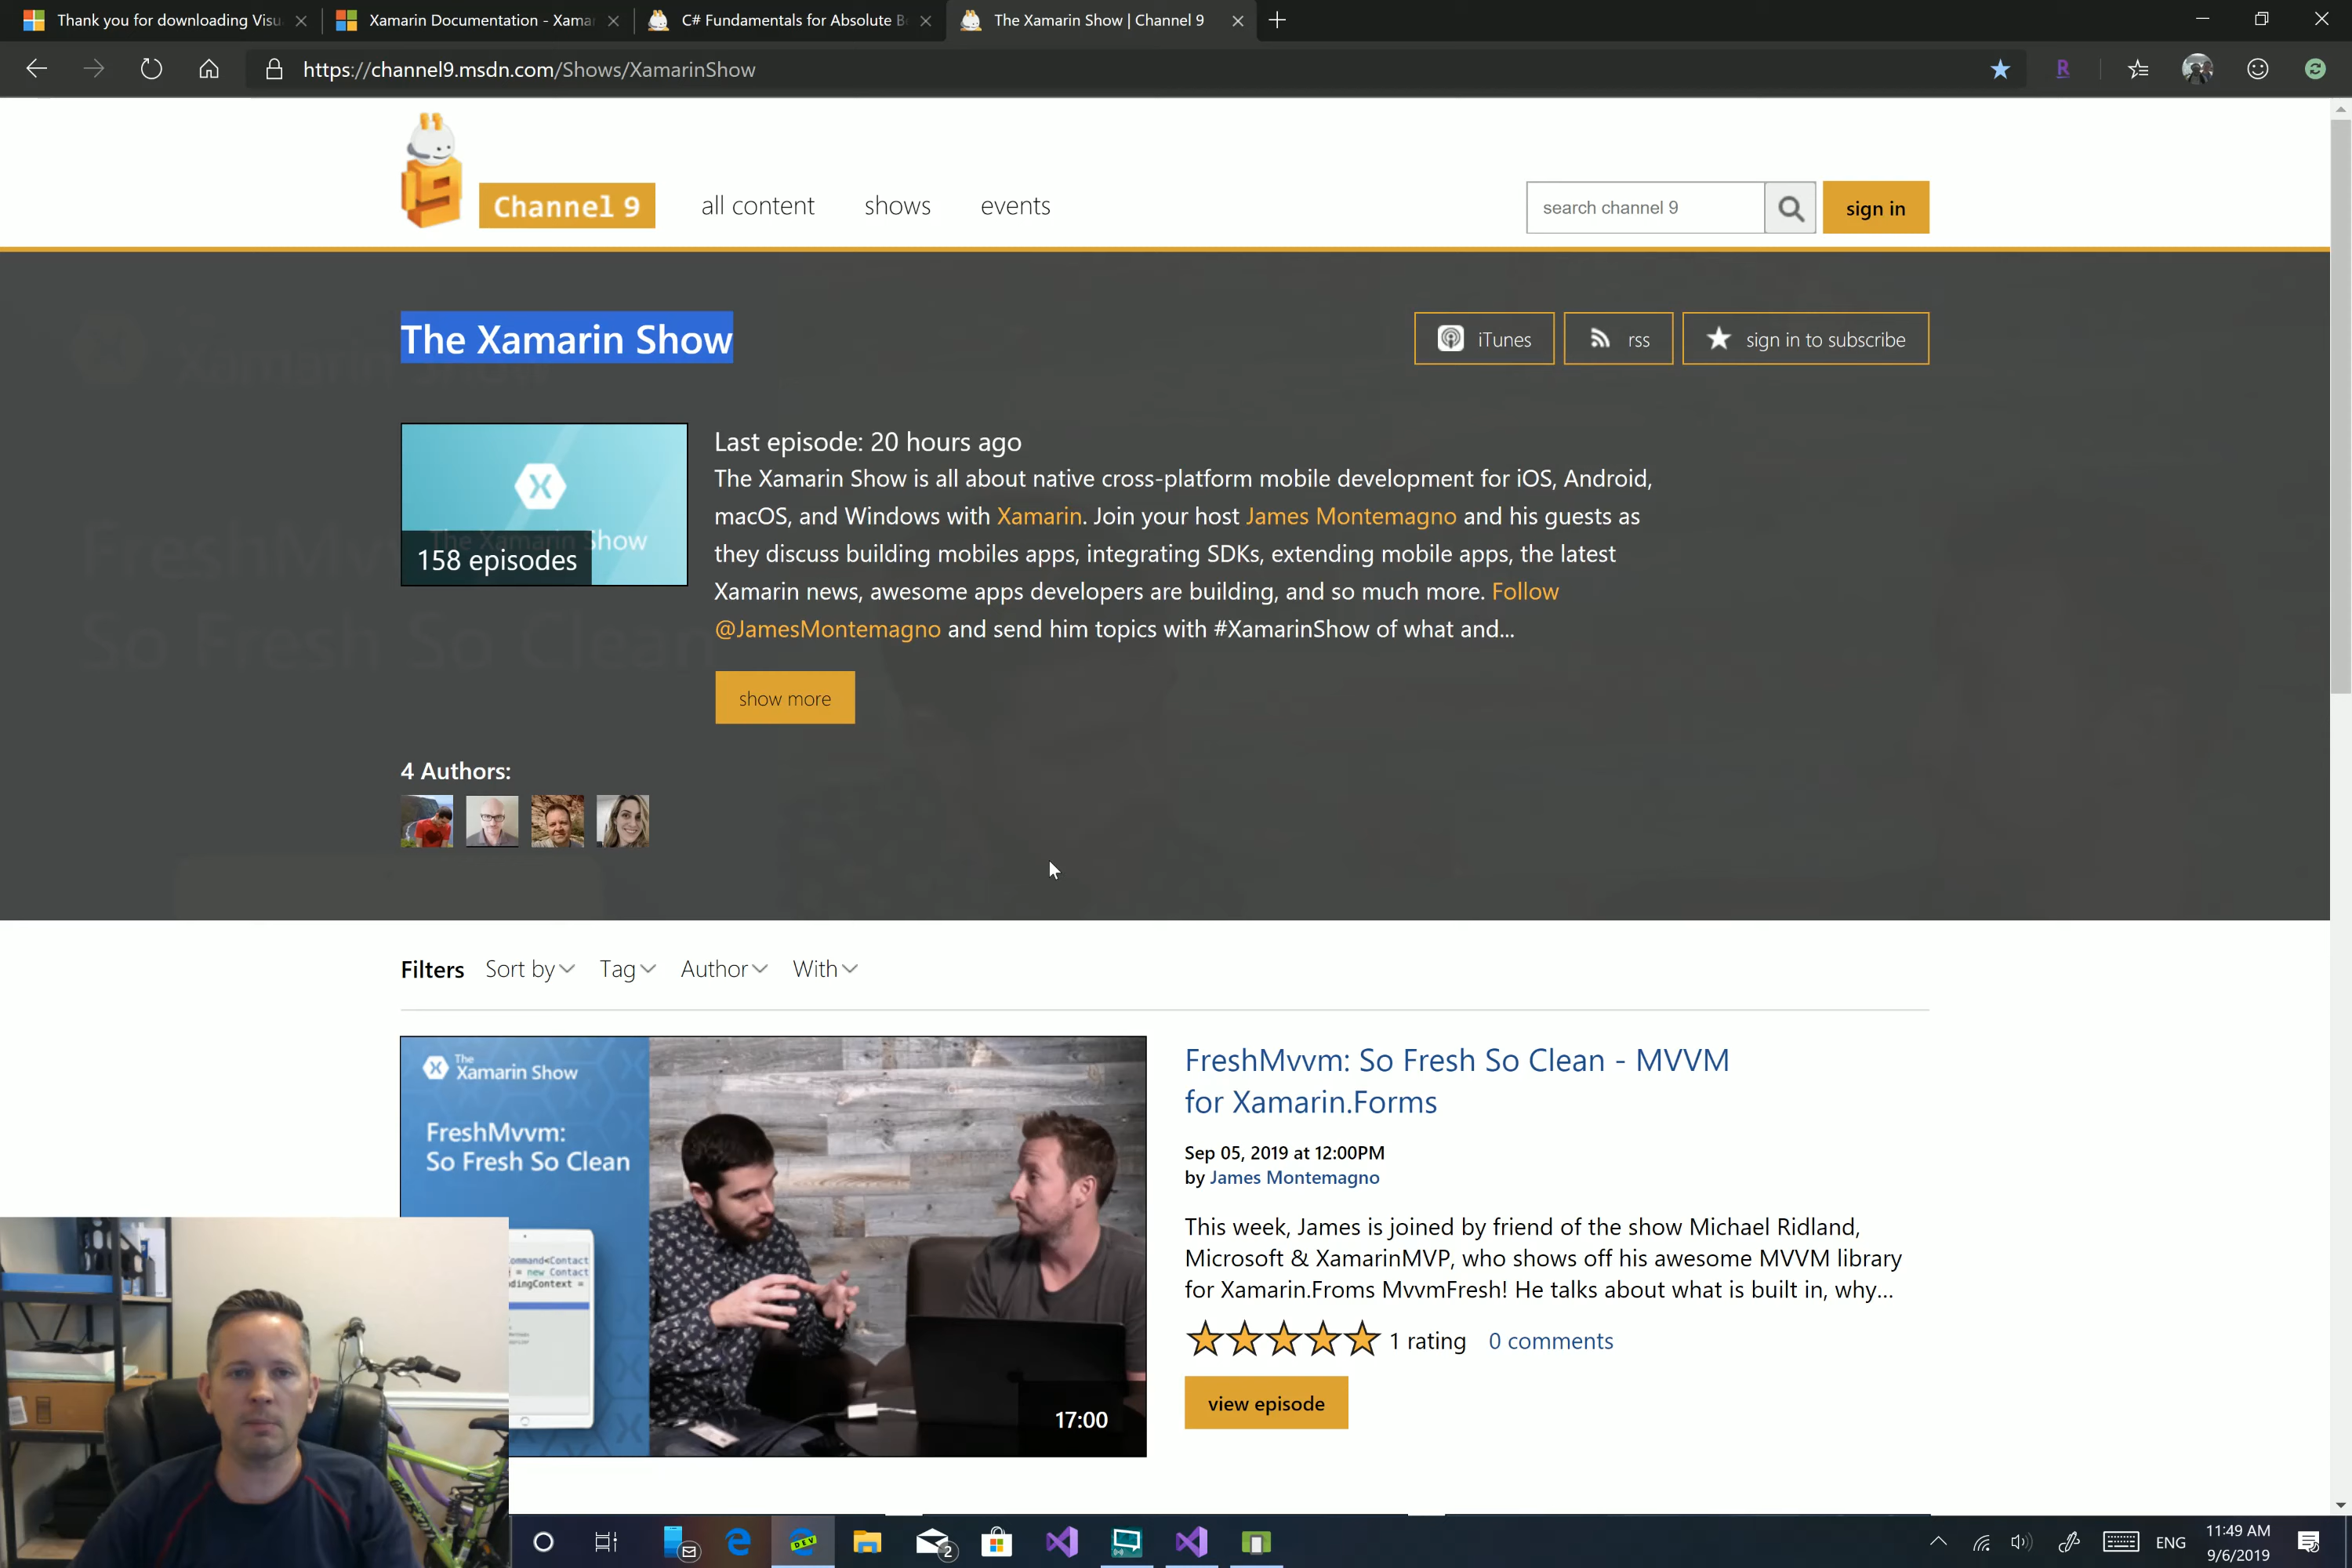 Thank you for downloading Visu
Xamarin Documentation - Xamar
C# Fundamentals for Absolute B
The Xamarin Show | Channel 9
https://channel9.msdn.com/Shows/XamarinShow
Channel 9
all content
shows
events
search channel 9
sign in
The Xamarin Show
iTunes
rss
sign in to subscribe
158 episodes
Last episode: 20 hours ago
The Xamarin Show is all about native cross-platform mobile development for iOS, Android,
macOS, and Windows with Xamarin. Join your host James Montemagno and his guests as
they discuss building mobiles apps, integrating SDKs, extending mobile apps, the latest
Xamarin news, awesome apps developers are building, and so much more. Follow
@JamesMontemagno and send him topics with #XamarinShow of what and...
show more
4 Authors:
Filters
Sort by
Tag
Author
With
The
Xamarin Show
FreshMvvm:
So Fresh So Clean
ommand<Contact
= new Contact
dingContext =
17:00
FreshMvvm: So Fresh So Clean - MVVM
for Xamarin.Forms
Sep 05, 2019 at 12:00PM
by James Montemagno
This week, James is joined by friend of the show Michael Ridland,
Microsoft & XamarinMVP, who shows off his awesome MVVM library
for Xamarin.Froms MvvmFresh! He talks about what is built in, why...
1 rating
0 comments
view episode
DEV
2
ENG
11:49 AM
9/6/2019